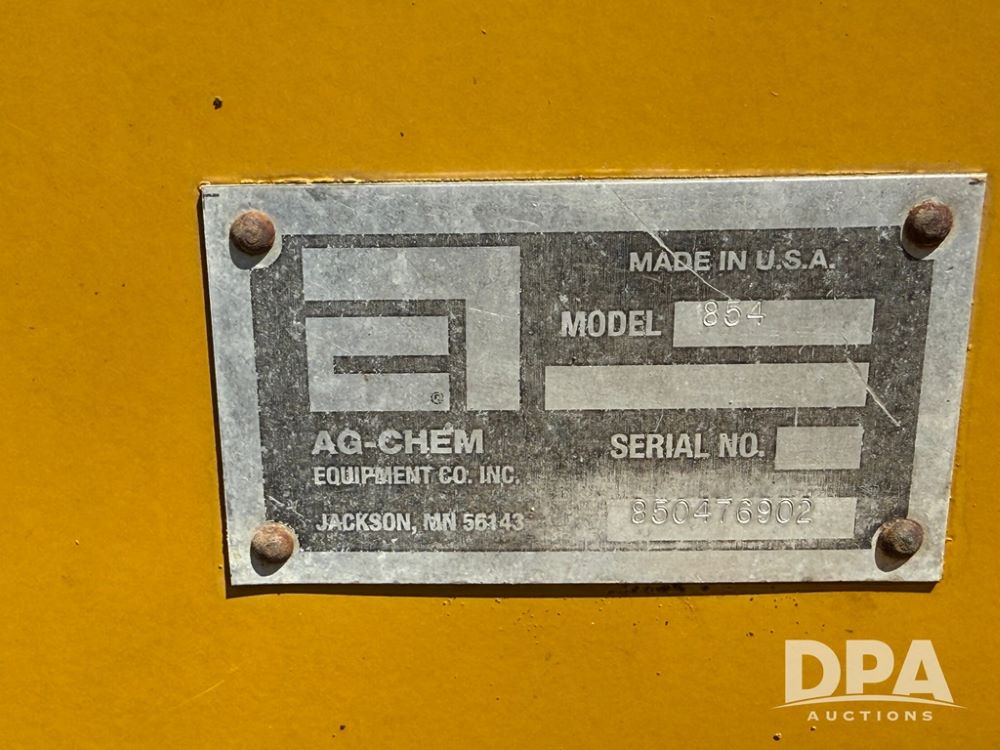 MADE IN U.S.A.
MODEL 854
®
AG-CHEM
EQUIPMENT CO. INC.
JACKSON, MN 56143
SERIAL NO.
850476902
DPA
AUCTIONS